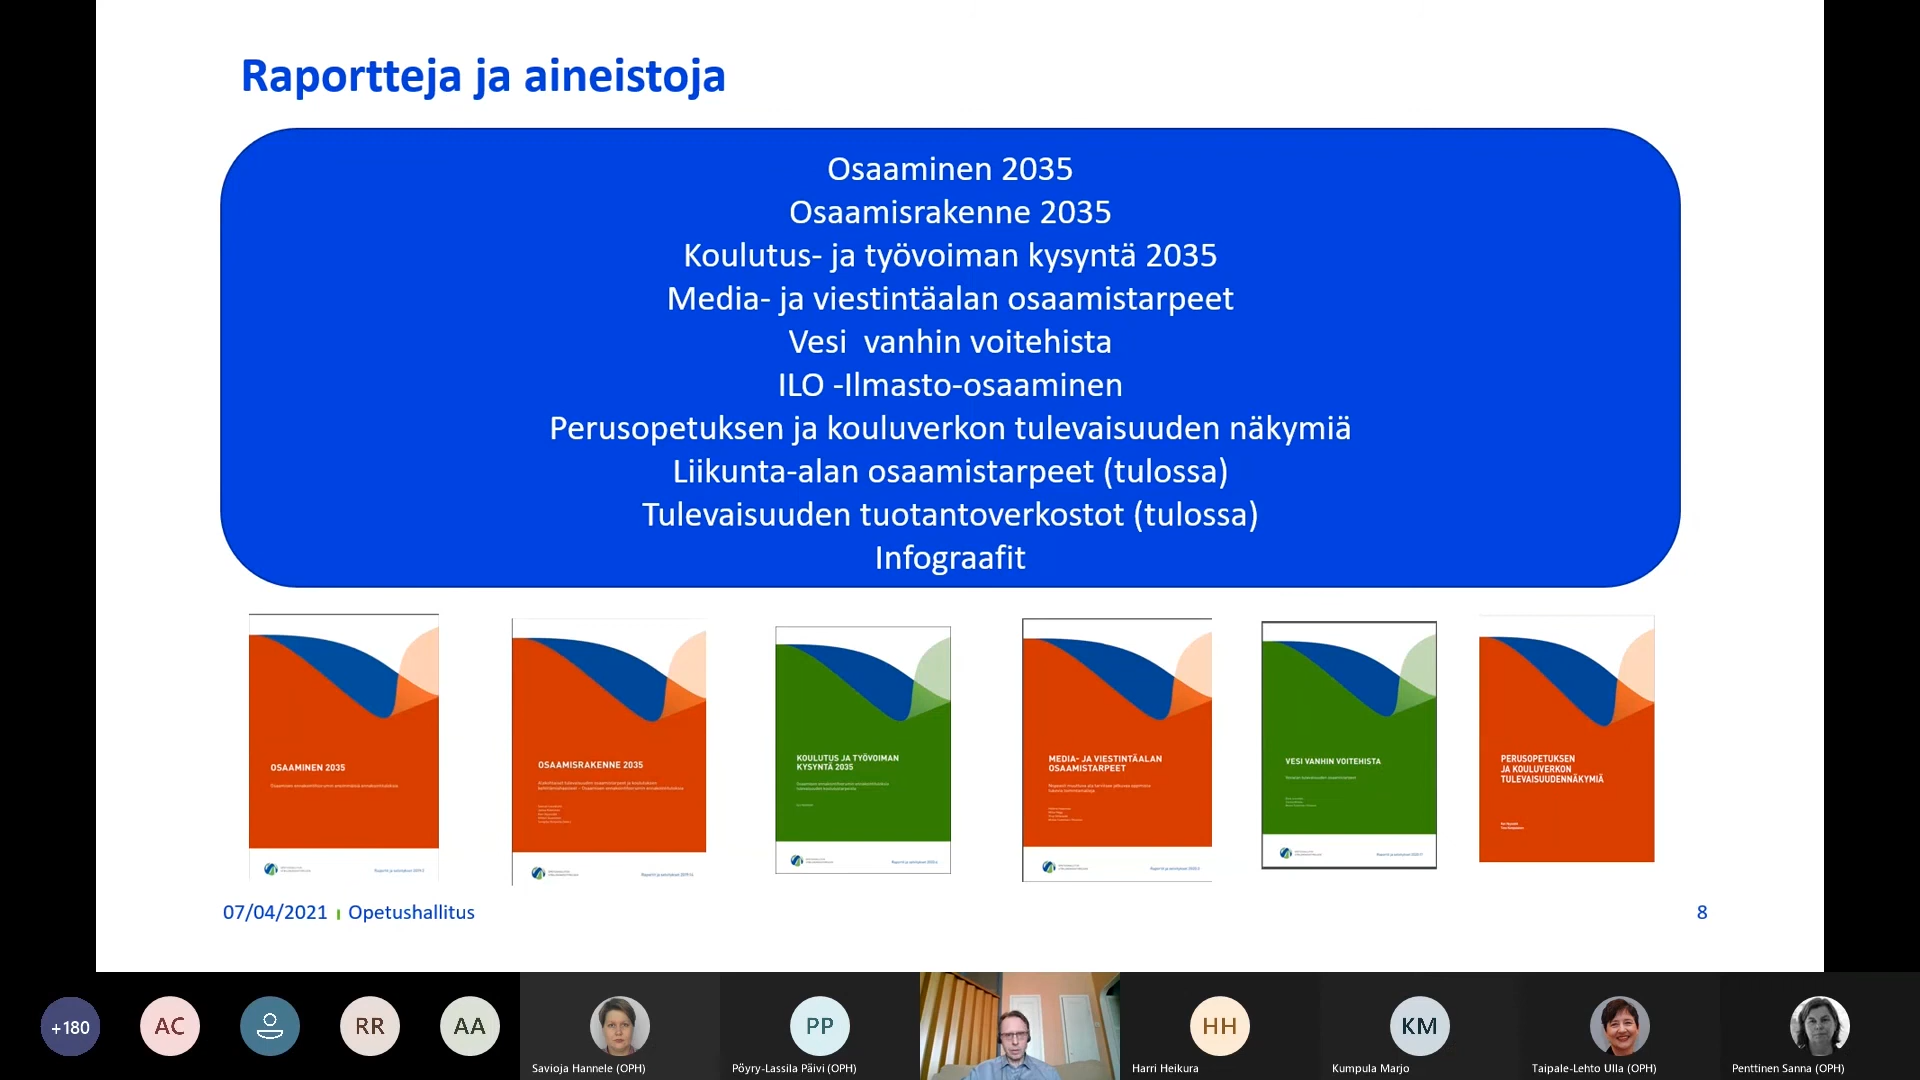 Raportteja ja aineistoja
Osaaminen 2035
Osaamisrakenne 2035
Koulutus- ja työvoiman kysyntä 2035
Media- ja viestintäalan osaamistarpeet
Vesi  vanhin voitehista
ILO -Ilmasto-osaaminen
Perusopetuksen ja kouluverkon tulevaisuuden näkymiä
Liikunta-alan osaamistarpeet (tulossa)
Tulevaisuuden tuotantoverkostot (tulossa)
Infograafit
OSAAMINEN 2035
OSAAMISRAKENNE 2035
KOULUTUS JA TYÖVOIMAN
KYSYNTÄ 2035
MEDIA- JA VIESTINTÄALAN
OSAAMISTARPEET
VESI VANHIN VOITEHISTA
PERUSOPETUKSEN
JA KOULUVERKON
TULEVAISUUDENNÄKYMIÄ
07/04/2021 Opetushallitus
8
+180
AC
RR
AA
Savioja Hannele (OPH)
PP
Pöyry-Lassila Päivi (OPH)
HH
Harri Heikura
KM
Kumpula Marjo
Taipale-Lehto Ulla (OPH)
Penttinen Sanna (OPH)